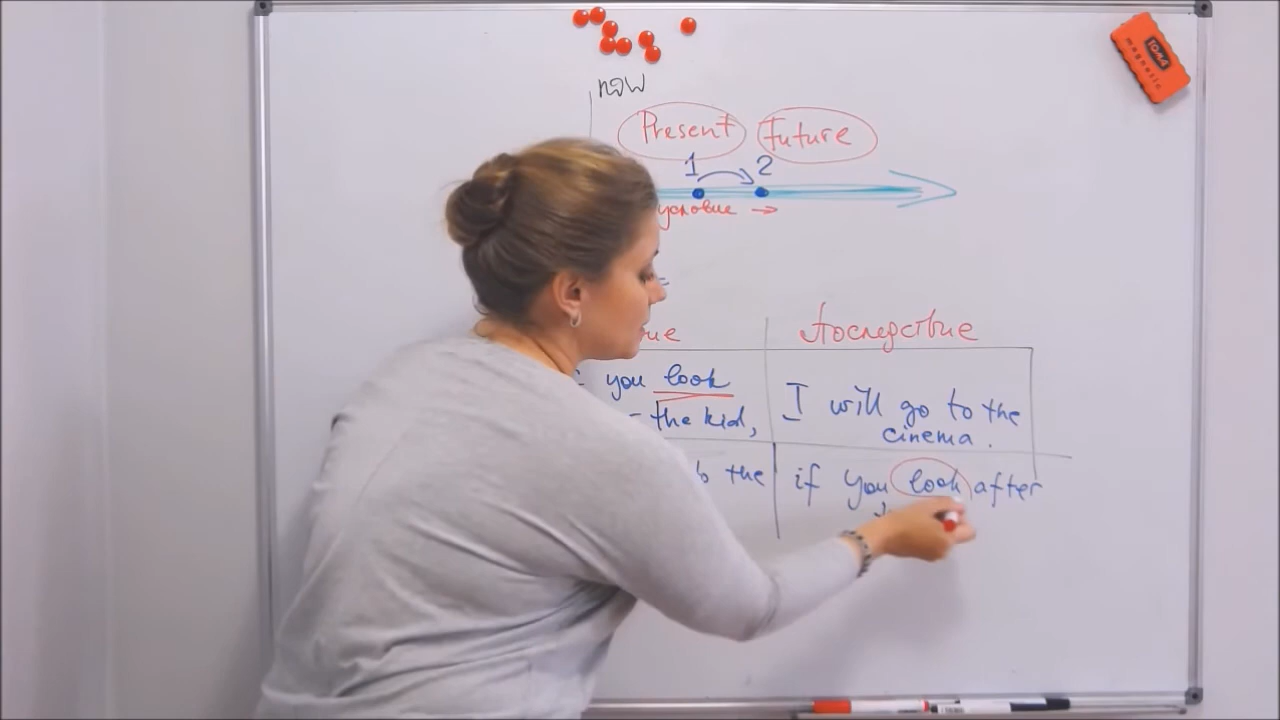 now
Present Future
1 2
условие →
Последствие
you look
the kid,
I will go to the
cinema.
the
if you look after
magnetic